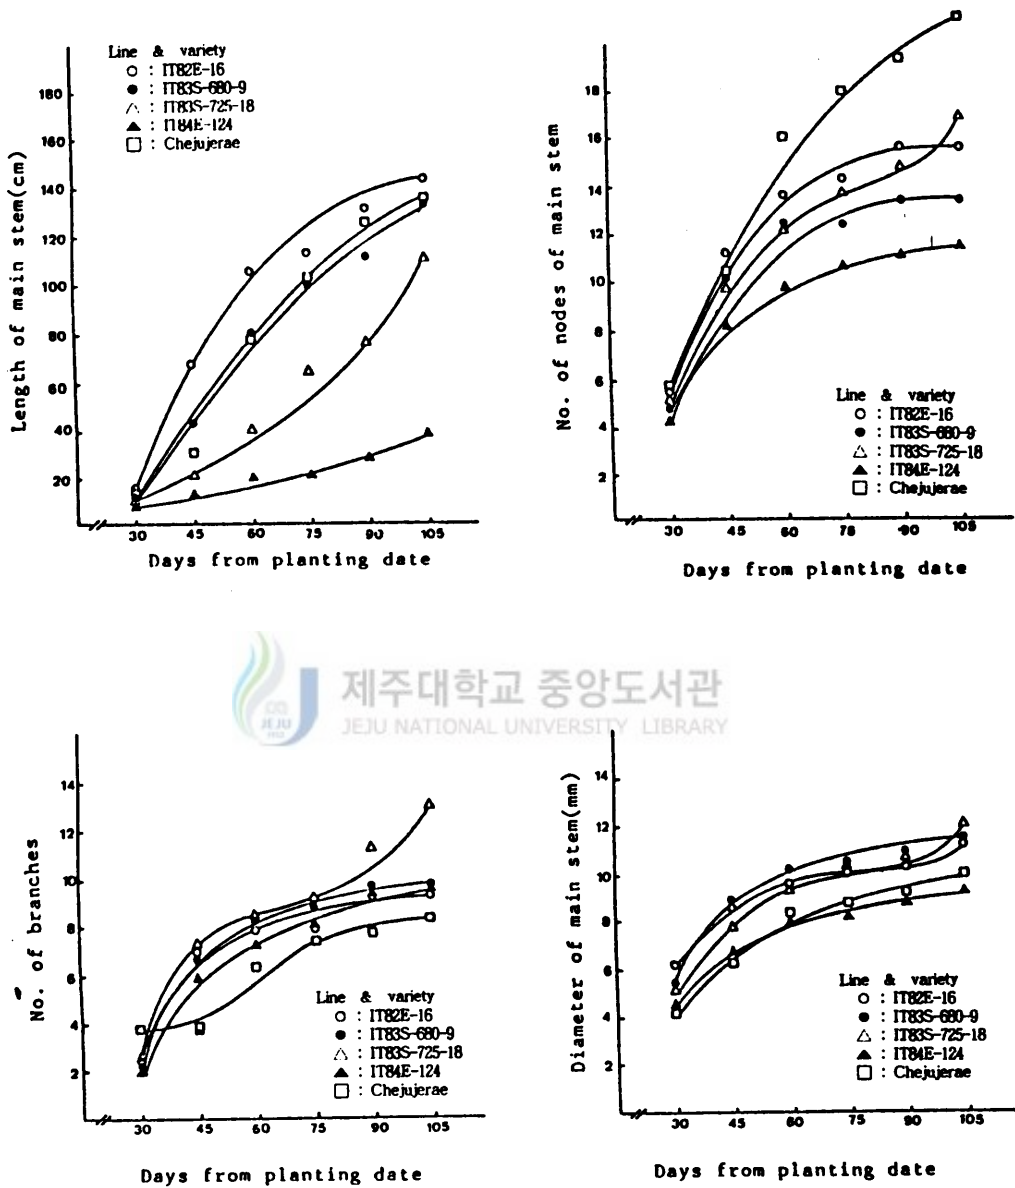 Line & variety
○ : IT82E-16
● : IT83S-680-9
△ : IT83S-725-18
▲ : IT84E-124
□ : Chejujerae
Length of main stem(cm)
180
160
140
120
100
80
60
40
20
30 45 60 75 90 105
Days from planting date
No. of nodes of main stem
18
16
14
12
10
8
6
4
2
Line & variety
○ : IT82E-16
● : IT83S-680-9
△ : IT83S-725-18
▲ : IT84E-124
□ : Chejujerae
30 45 60 75 90 105
Days from planting date
제주대학교 중앙도서관
JEJU NATIONAL UNIVERSITY LIBRARY
JEJU
1952
No. of branches
14
12
10
8
6
4
2
Line & variety
○ : IT82E-16
● : IT83S-680-9
△ : IT83S-725-18
▲ : IT84E-124
□ : Chejujerae
30 45 60 75 90 105
Days from planting date
Diameter of main stem(mm)
14
12
10
8
6
4
2
Line & variety
○ : IT82E-16
● : IT83S-680-9
△ : IT83S-725-18
▲ : IT84E-124
□ : Chejujerae
30 45 60 75 90 105
Days from planting date